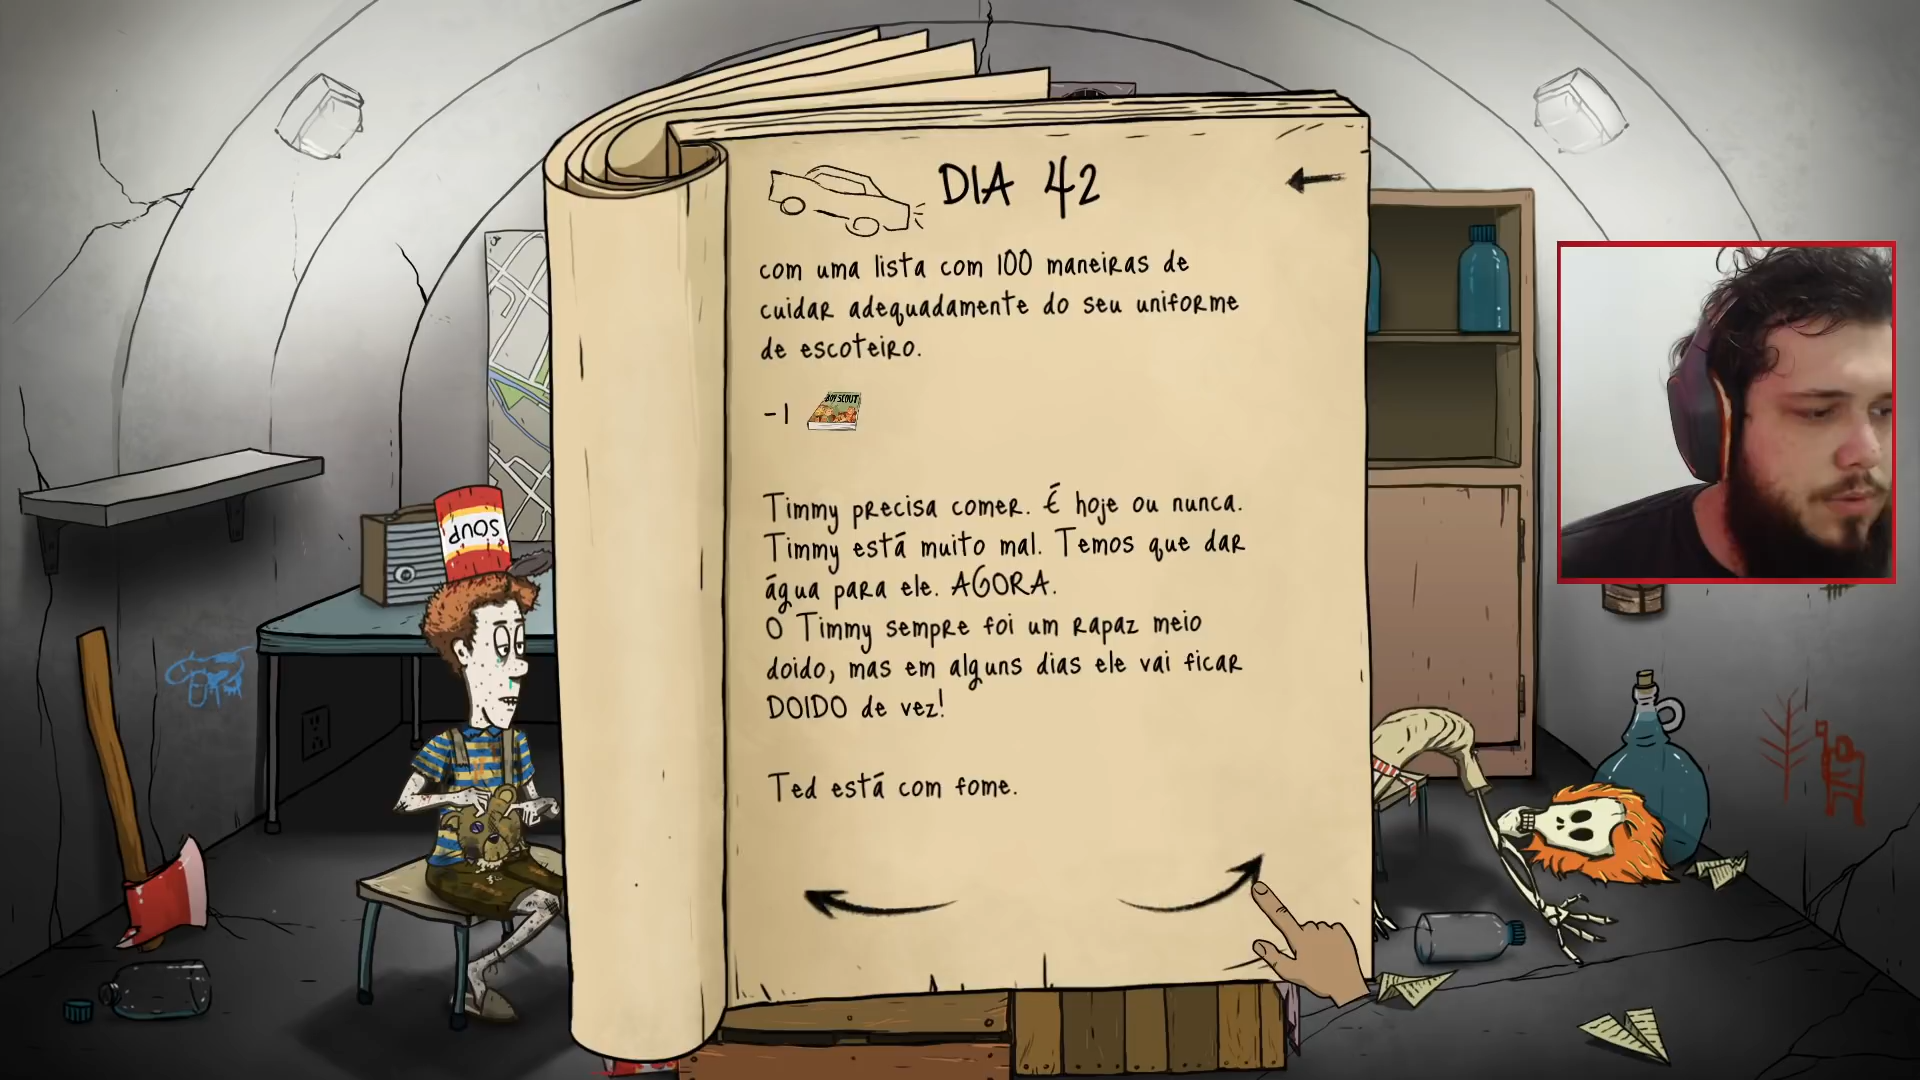 DIA 42
com uma lista com 100 maneiras de
cuidar adequadamente do seu uniforme
de escoteiro.
-1
BOY SCOUT
Timmy precisa comer. É hoje ou nunca.
Timmy está muito mal. Temos que dar
água para ele. AGORA.
O Timmy sempre foi um rapaz meio
doido, mas em alguns dias ele vai ficar
DOIDO de vez!
Ted está com fome.
SOUP